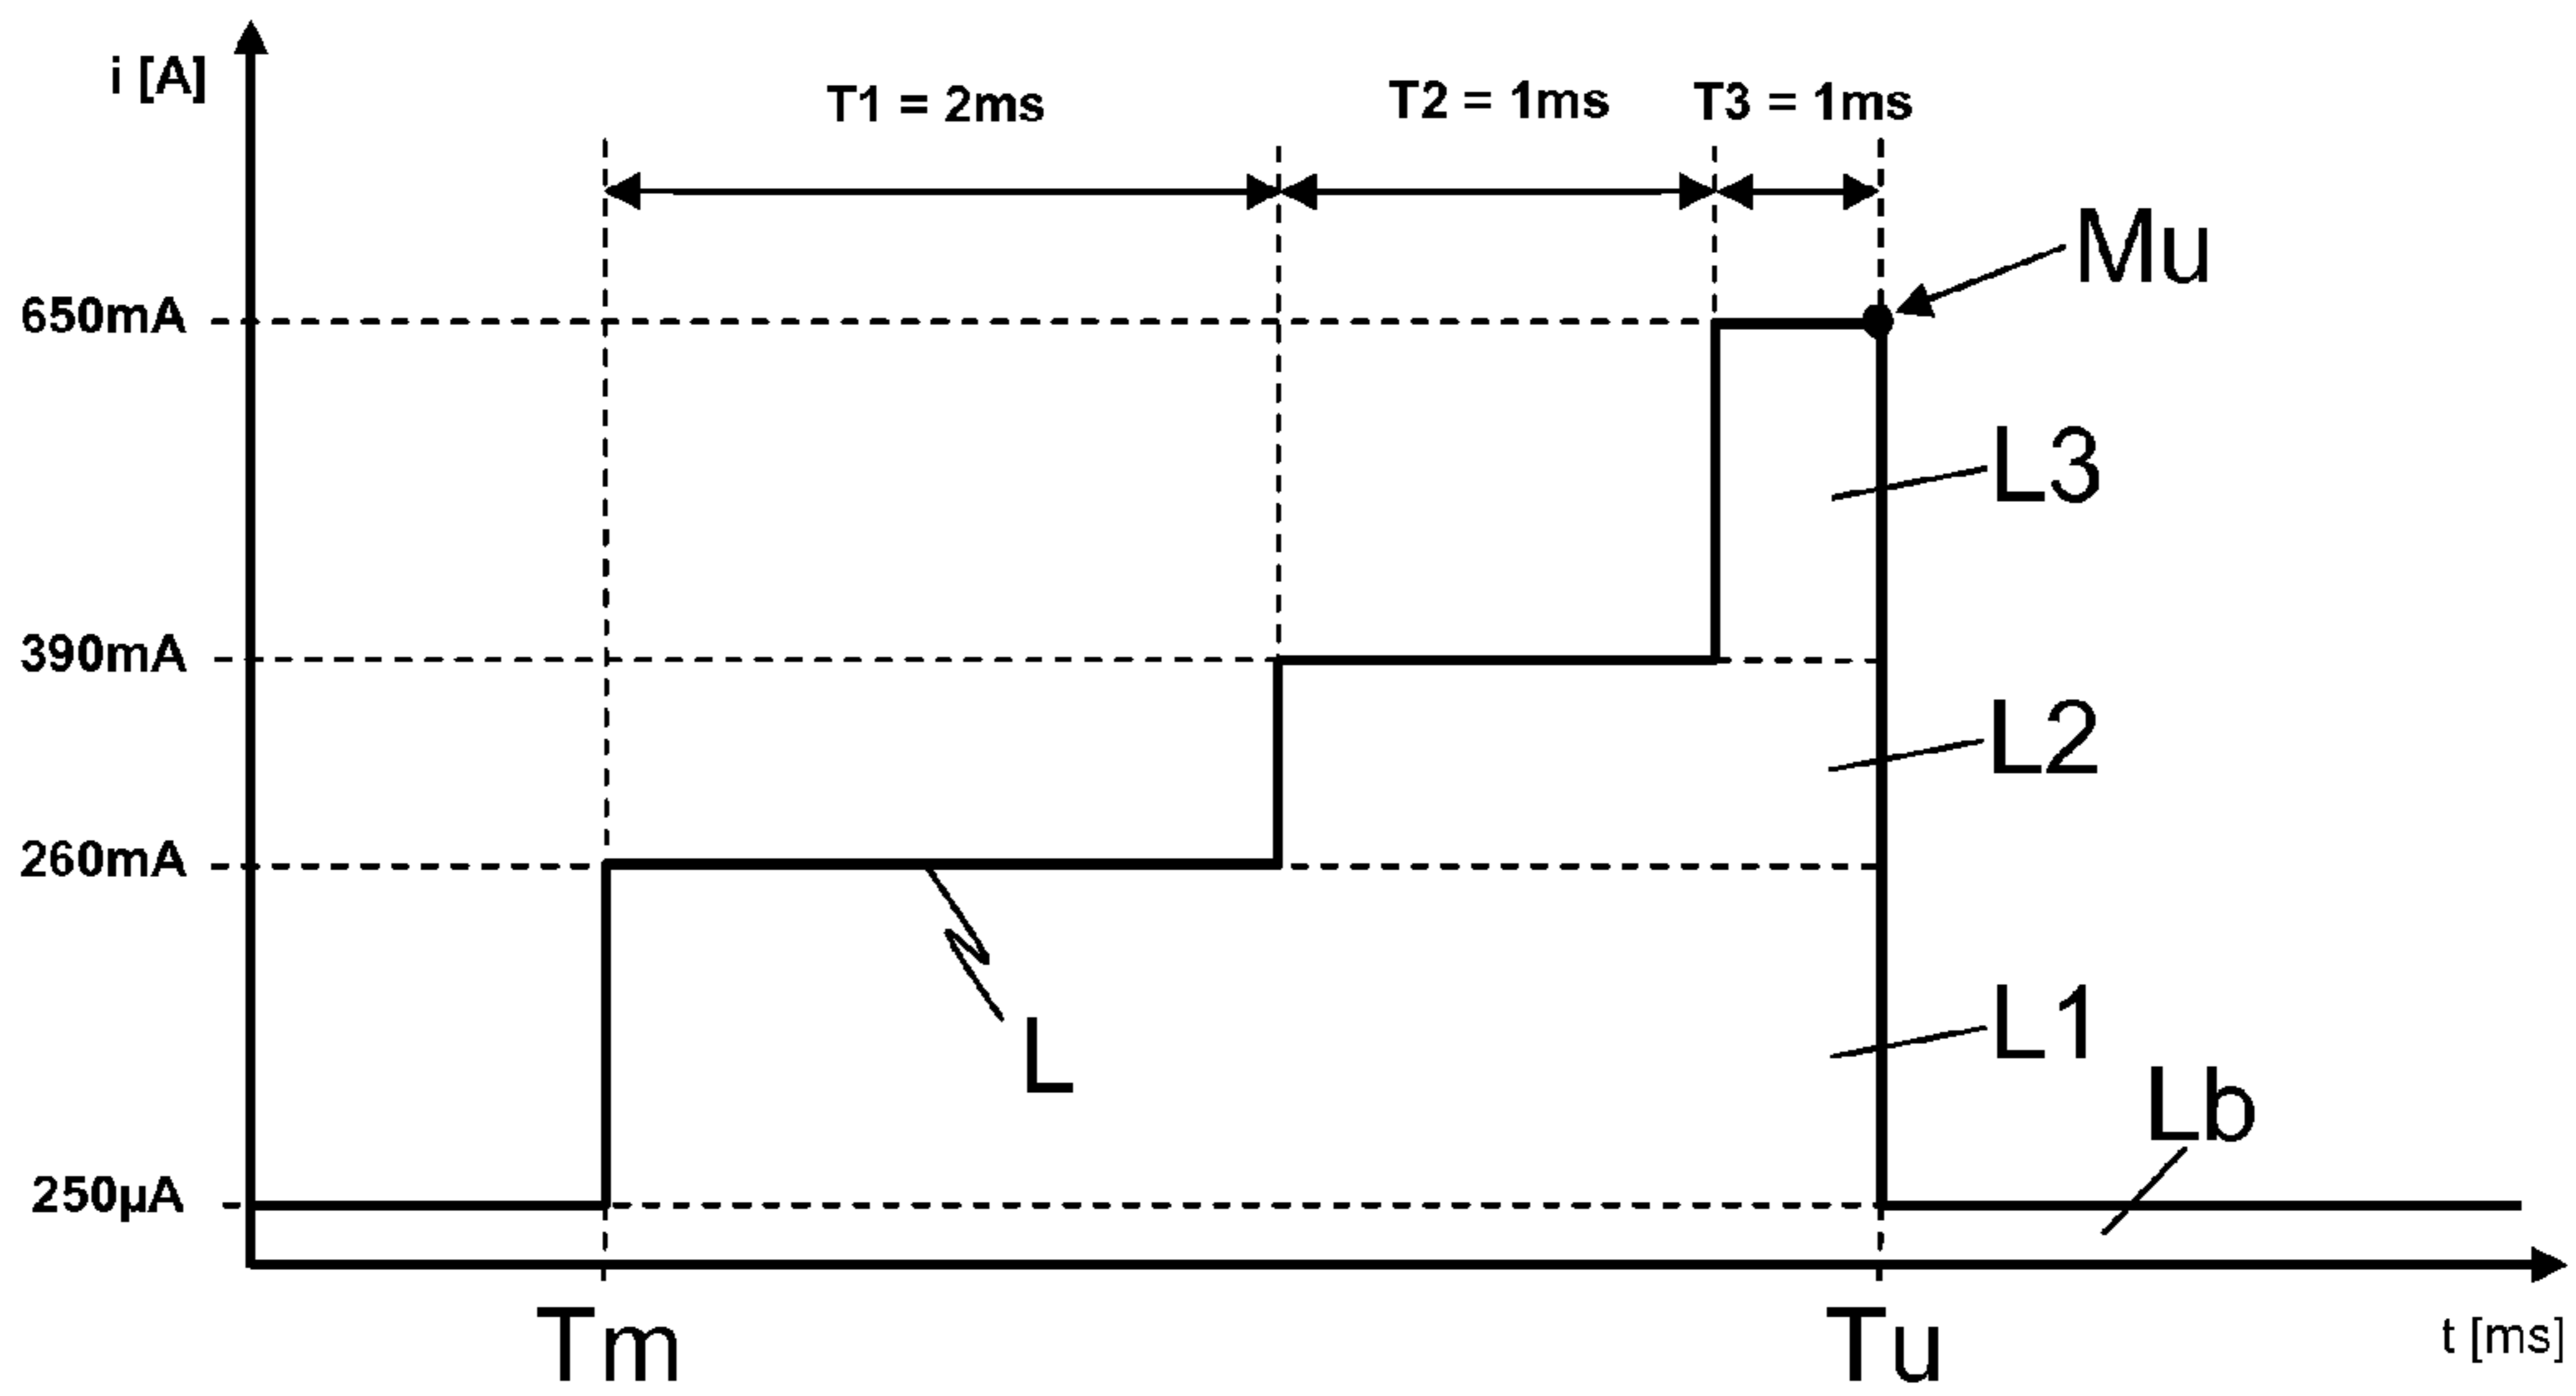 i [A]
T1 = 2ms
T2 = 1ms
T3 = 1ms
Mu
650mA
L3
390mA
L2
260mA
L1
L
Lb
250µA
Tm
Tu
t [ms]